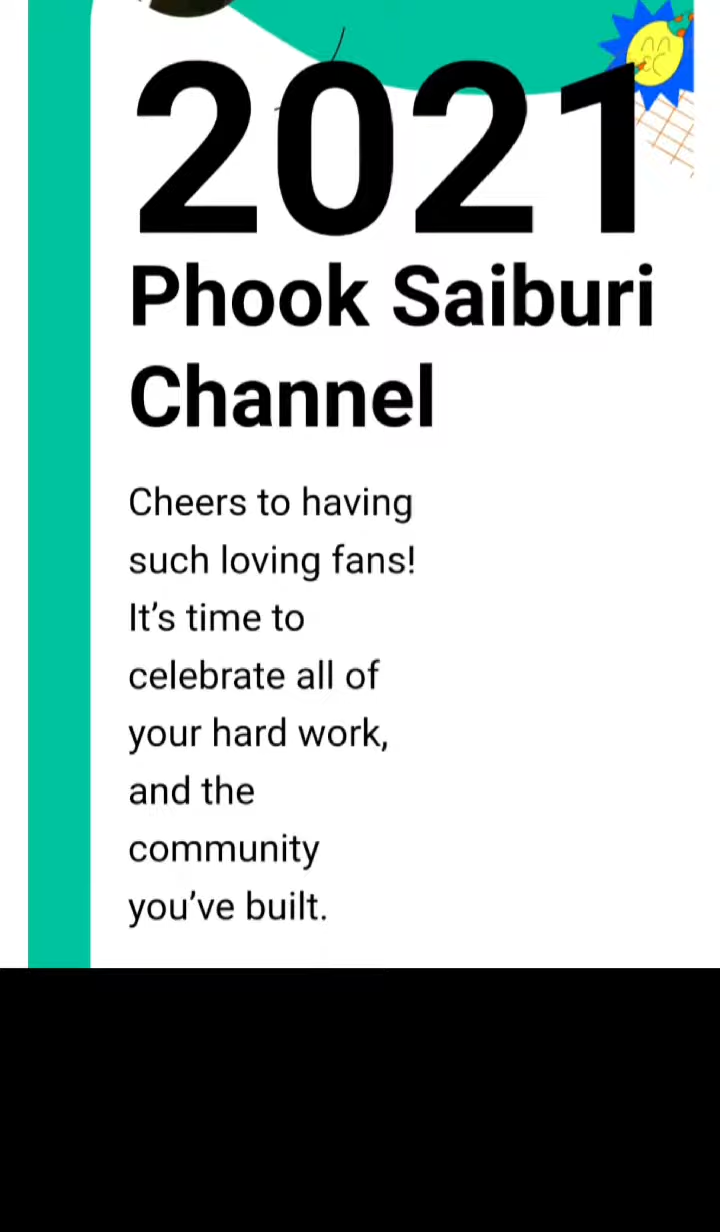 2021
Phook Saiburi
Channel
Cheers to having
such loving fans!
It’s time to
celebrate all of
your hard work,
and the
community
you’ve built.